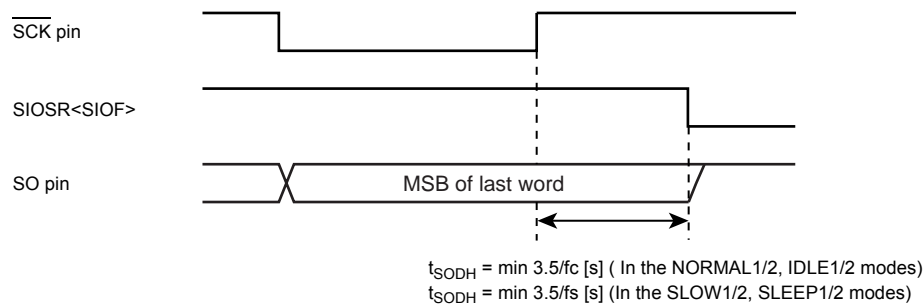 SCK pin
SIOSR<SIOF>
SO pin
MSB of last word
tSODH = min 3.5/fc [s] ( In the NORMAL1/2, IDLE1/2 modes)
tSODH = min 3.5/fs [s] (In the SLOW1/2, SLEEP1/2 modes)